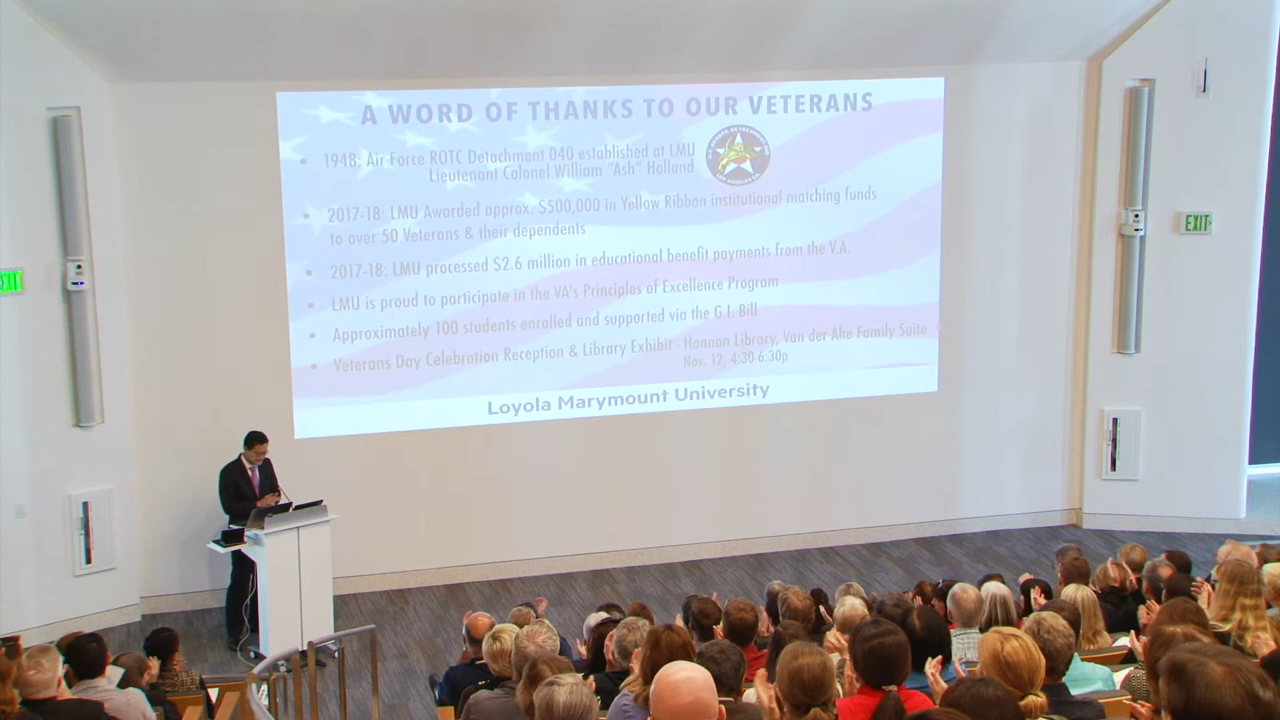 A WORD OF THANKS TO OUR VETERANS
• 1948: Air Force ROTC Detachment 040 established at LMU
Lieutenant Colonel William "Ash" Holland
• 2017-18: LMU Awarded approx. $500,000 in Yellow Ribbon institutional matching funds
to over 50 Veterans & their dependents
• 2017-18: LMU processed $2.6 million in educational benefit payments from the V.A.
• LMU is proud to participate in the VA's Principles of Excellence Program
• Approximately 100 students enrolled and supported via the G.I. Bill
• Veterans Day Celebration Reception & Library Exhibit - Hannon Library, Van der Ahe Family Suite
Nov. 12, 4:30-6:30p
Loyola Marymount University
EXIT